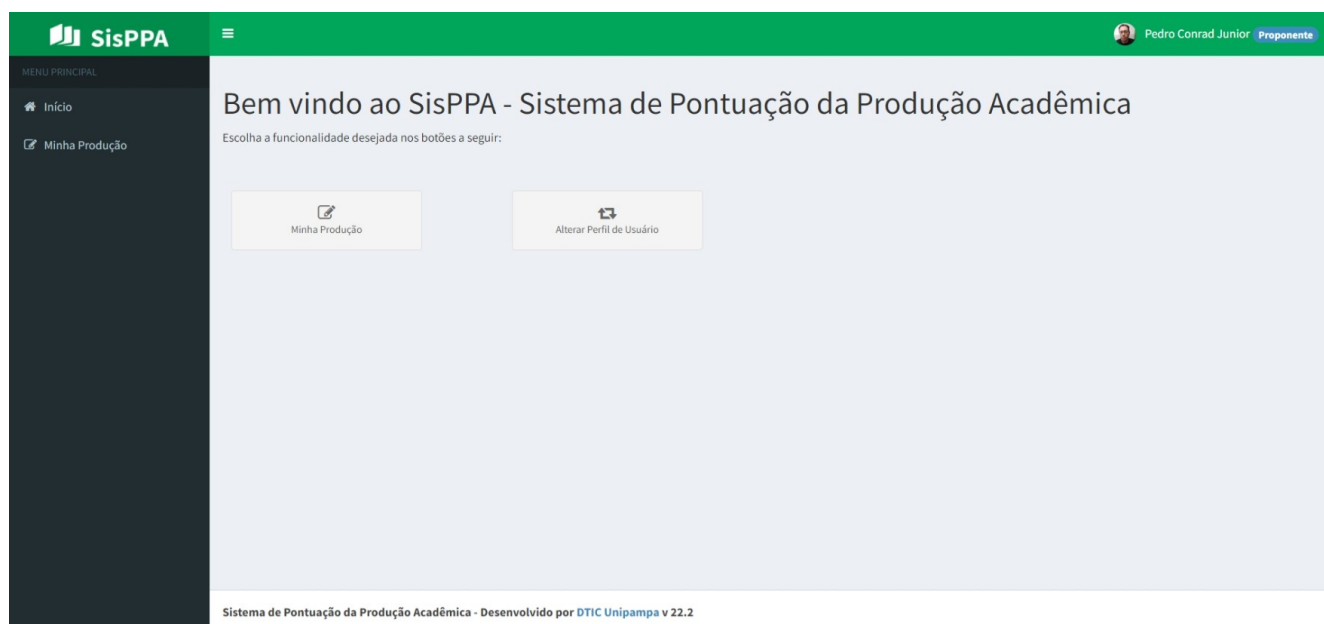 SisPPA
Pedro Conrad Junior Proponente
MENU PRINCIPAL
Início
Minha Produção
Bem vindo ao SisPPA - Sistema de Pontuação da Produção Acadêmica
Escolha a funcionalidade desejada nos botões a seguir:
Minha Produção
Alterar Perfil de Usuário
Sistema de Pontuação da Produção Acadêmica - Desenvolvido por DTIC Unipampa v 22.2